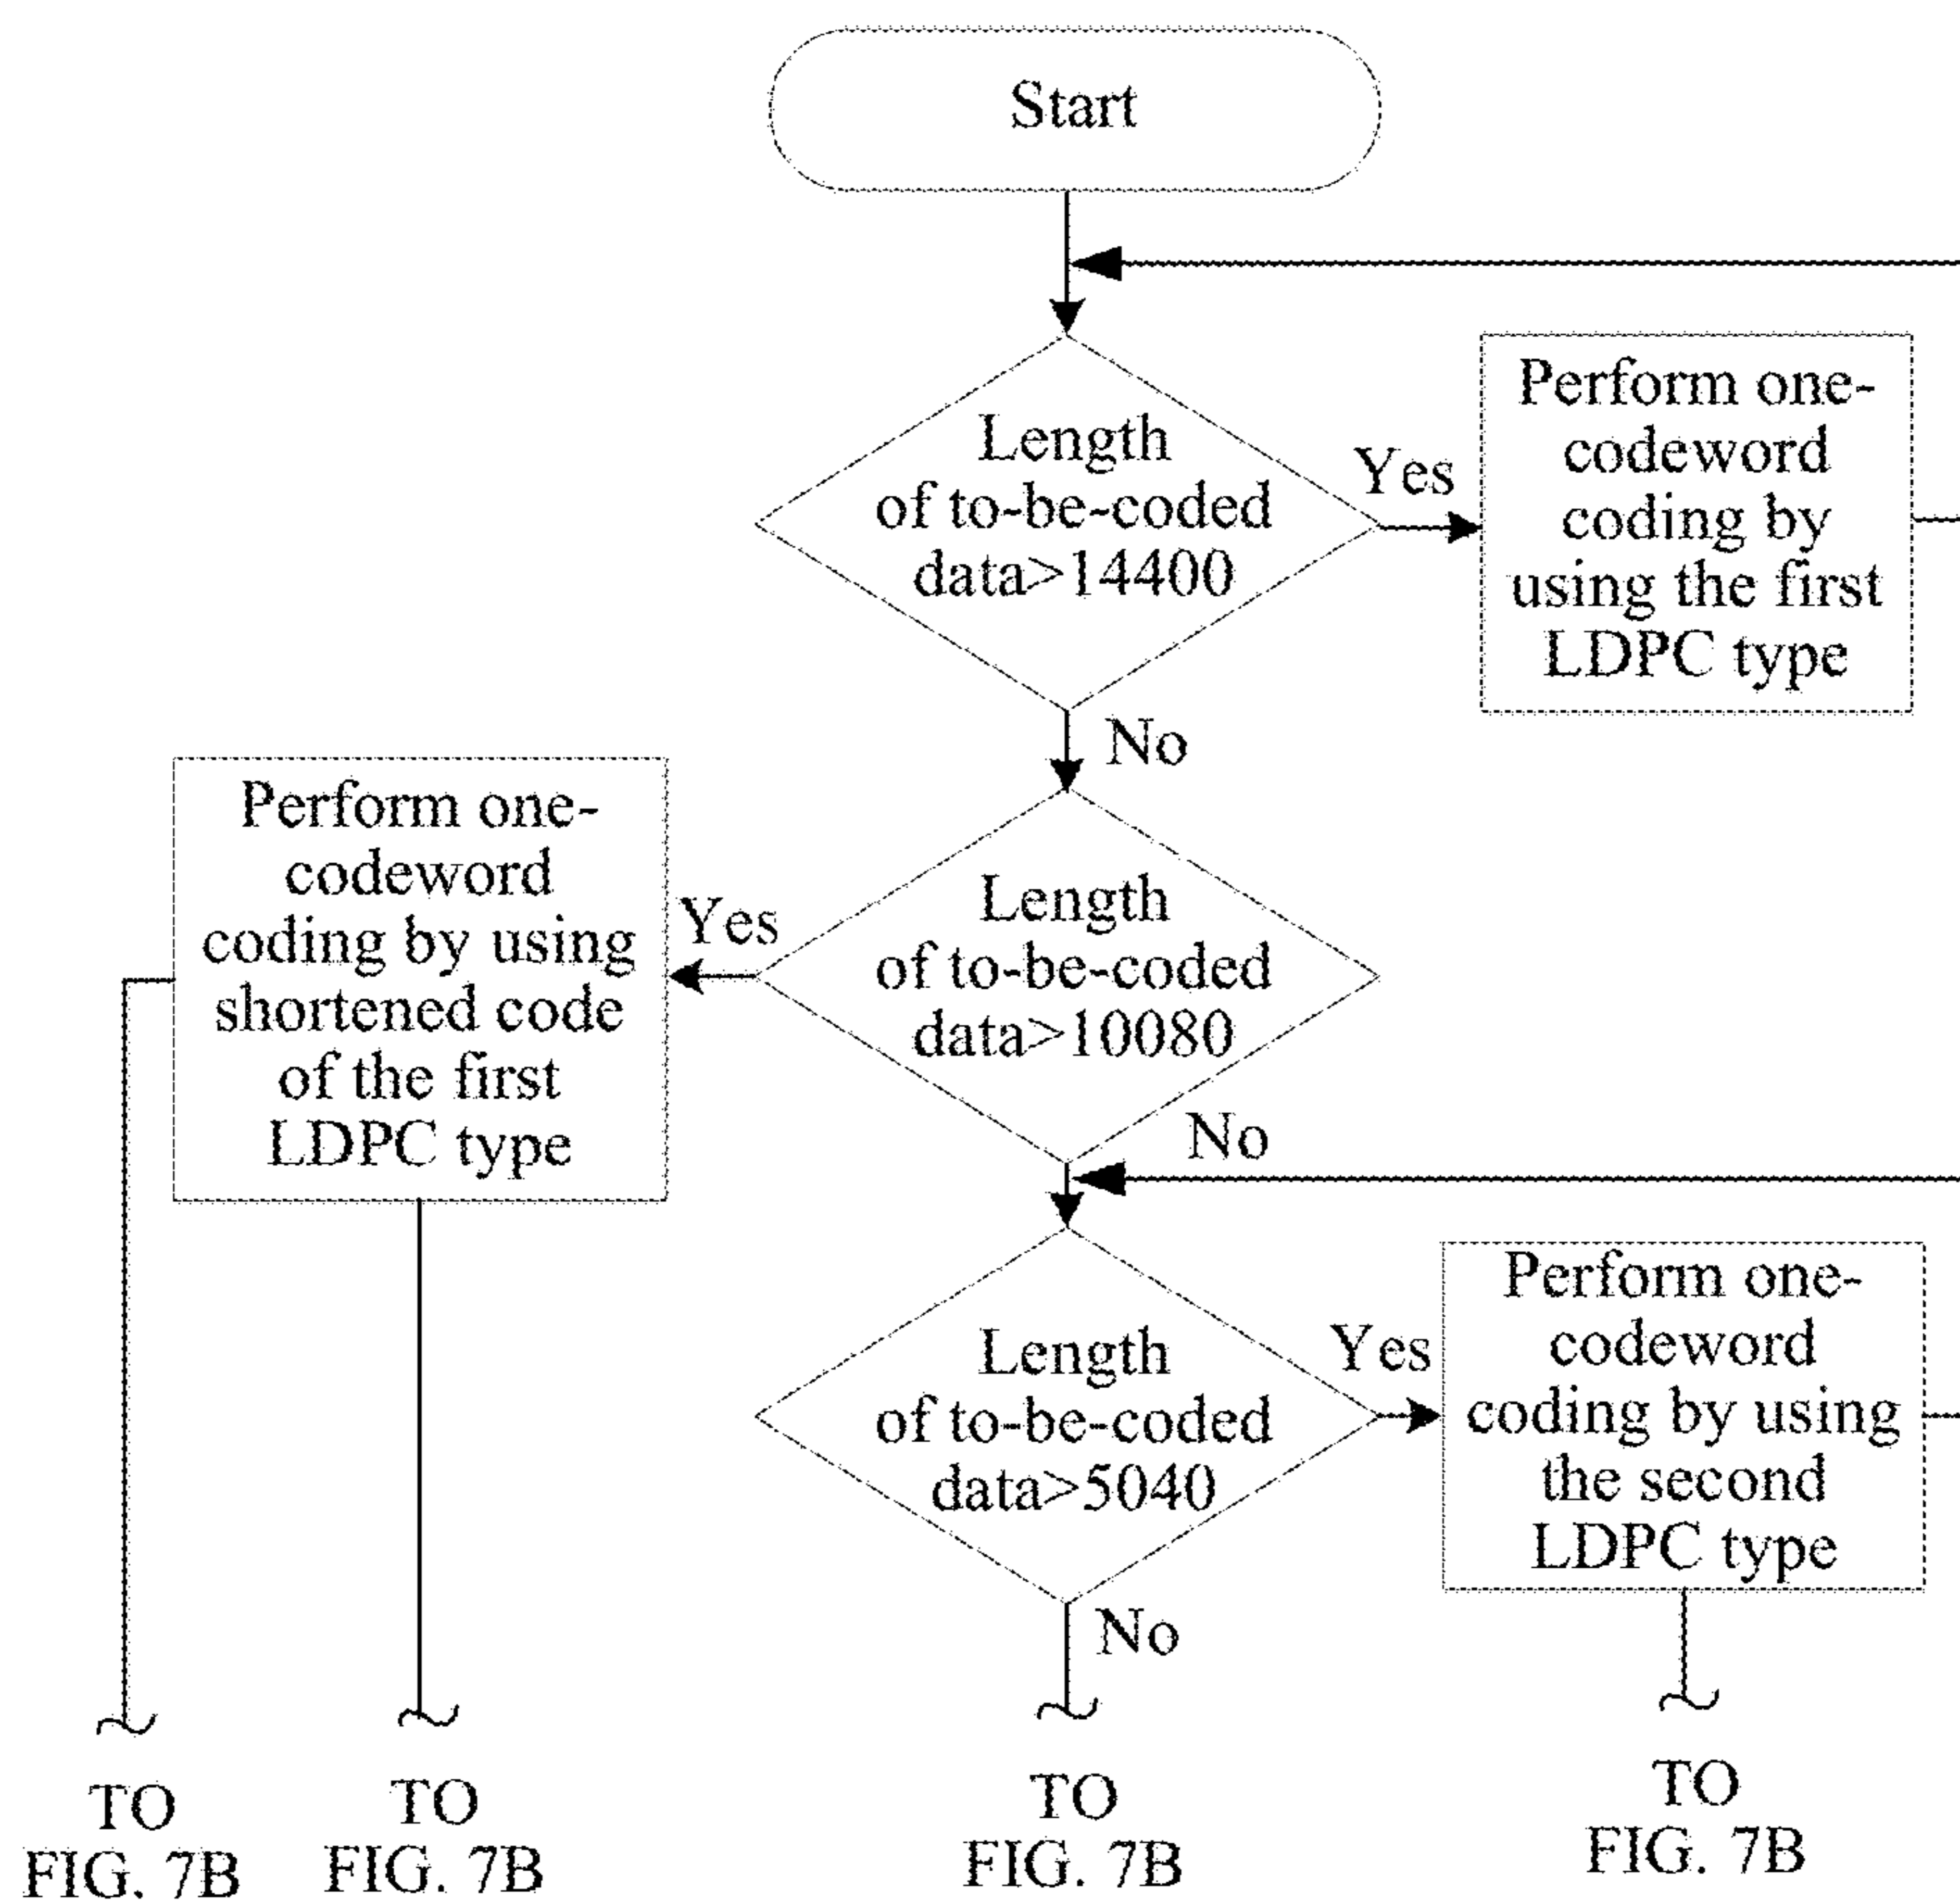 Start
Length
of to-be-coded
data>14400
Yes
Perform one-
codeword
coding by
using the first
LDPC type
No
Perform one-
codeword
coding by using
shortened code
of the first
LDPC type
Yes
Length
of to-be-coded
data>10080
No
Length
of to-be-coded
data>5040
Yes
Perform one-
codeword
coding by using
the second
LDPC type
No
TO
FIG. 7B
TO
FIG. 7B
TO
FIG. 7B
TO
FIG. 7B